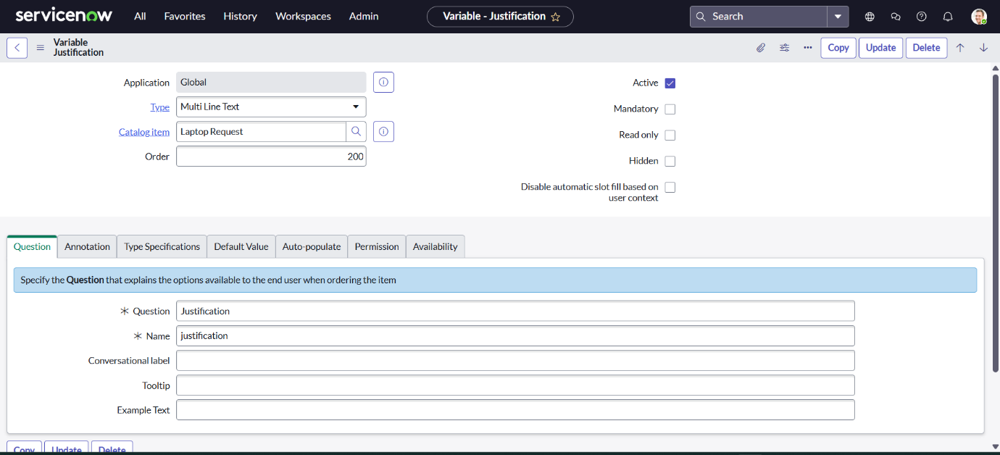 servicenow All Favorites History Workspaces Admin Variable - Justification Search
Variable
Justification
Copy Update Delete
Application Global
Active
Type Multi Line Text
Mandatory
Catalog item Laptop Request
Read only
Order 200
Hidden
Disable automatic slot fill based on
user context
Question Annotation Type Specifications Default Value Auto-populate Permission Availability
Specify the Question that explains the options available to the end user when ordering the item
Question Justification
Name justification
Conversational label
Tooltip
Example Text
Copy Update Delete